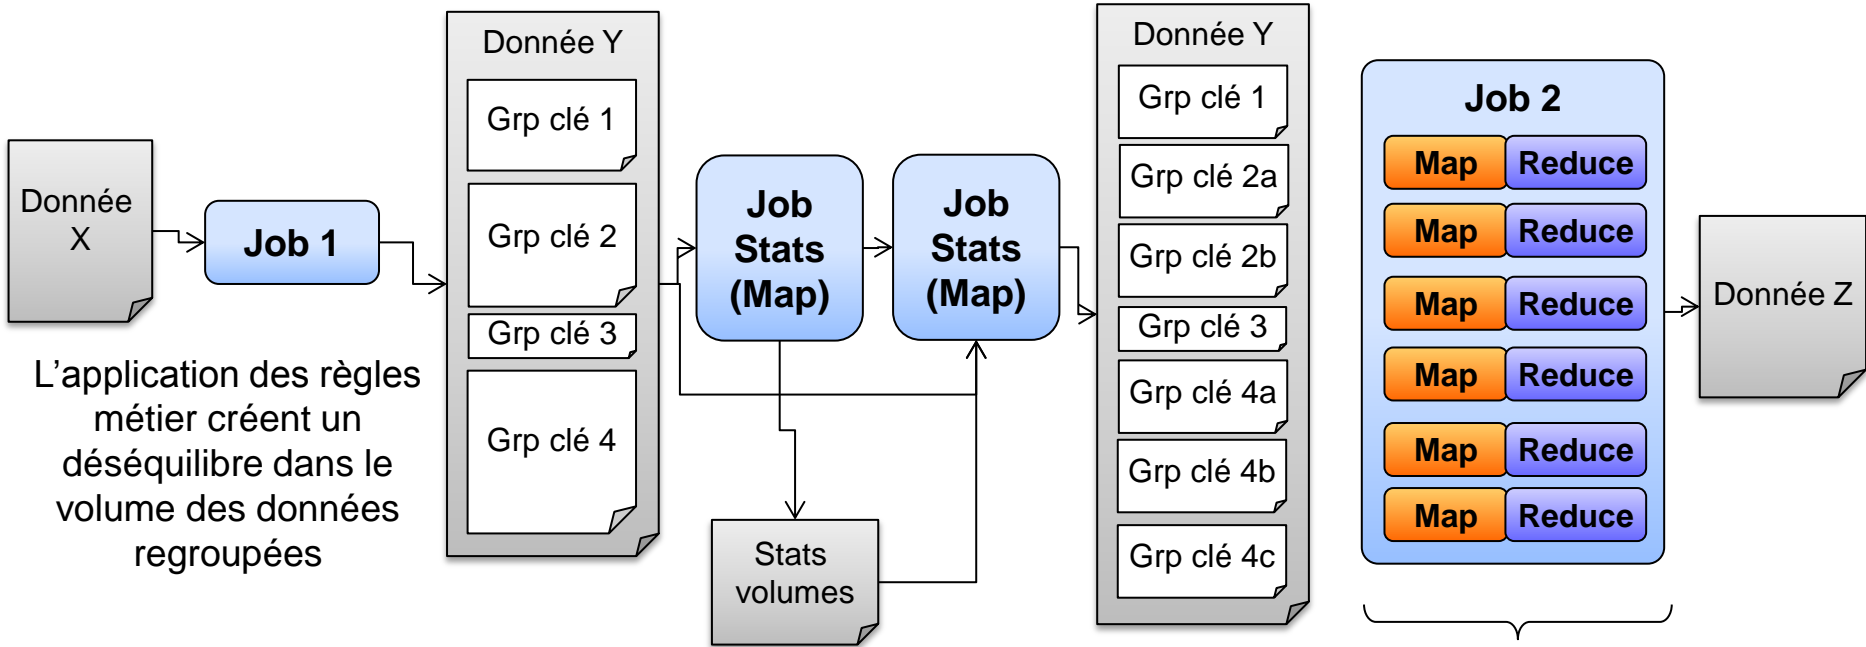 Donnée
X
Job 1
L'application des règles
métier créent un
déséquilibre dans le
volume des données
regroupées
Donnée Y
Grp clé 1
Grp clé 2
Grp clé 3
Grp clé 4
Job
Stats
(Map)
Job
Stats
(Map)
Stats
volumes
Donnée Y
Grp clé 1
Grp clé 2a
Grp clé 2b
Grp clé 3
Grp clé 4a
Grp clé 4b
Grp clé 4c
Job 2
Map Reduce
Map Reduce
Map Reduce
Map Reduce
Map Reduce
Map Reduce
Donnée Z